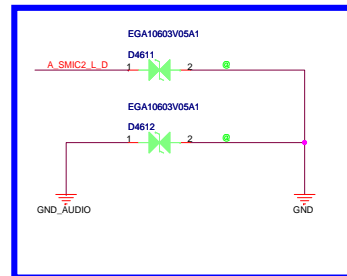 EGA10603V05A1
D4611
A_SMIC2_L_D 1 2 @
EGA10603V05A1
D4612
1 2 @
GND_AUDIO GND